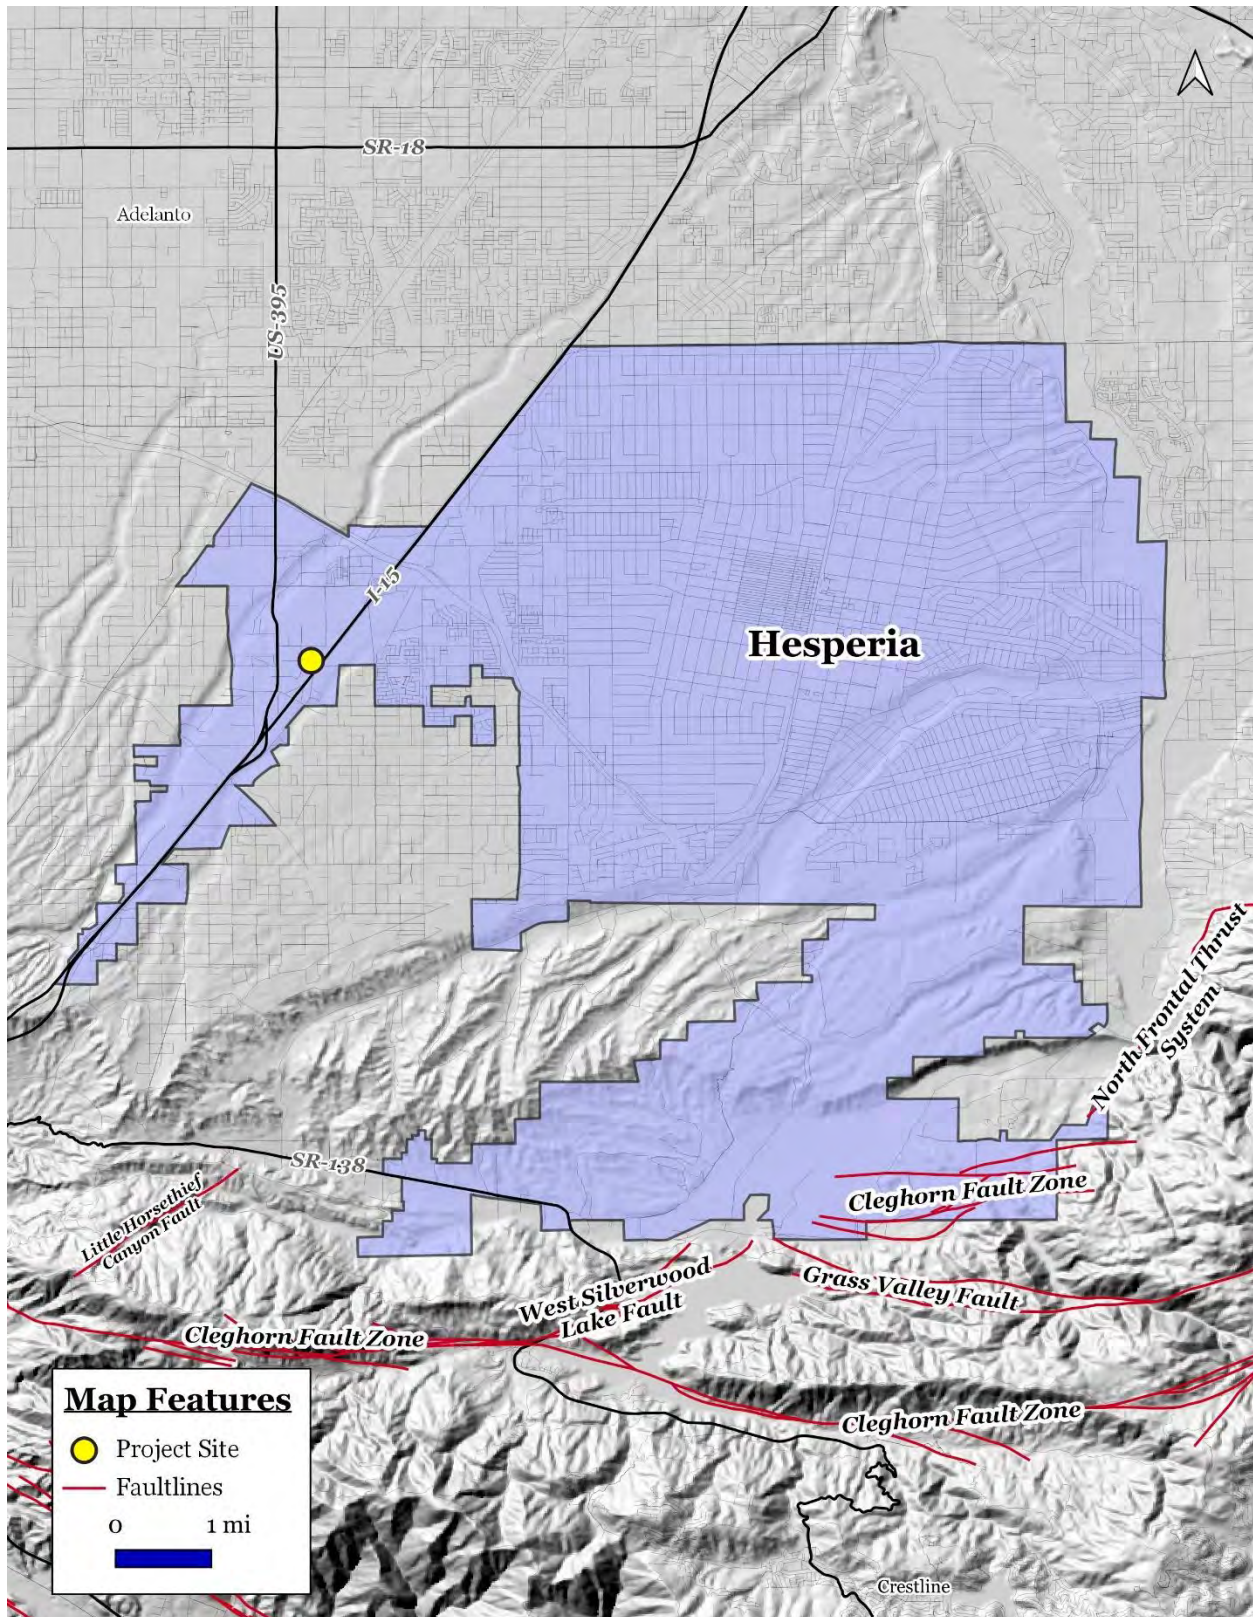 SR-18
Adelanto
US-395
I-15
Hesperia
North Frontal Thrust
System
SR-138
Little Horsethief
Canyon Fault
Cleghorn Fault Zone
West Silverwood
Lake Fault
Grass Valley Fault
Cleghorn Fault Zone
Cleghorn Fault Zone
Map Features
Project Site
Faultlines
0 1 mi
Crestline